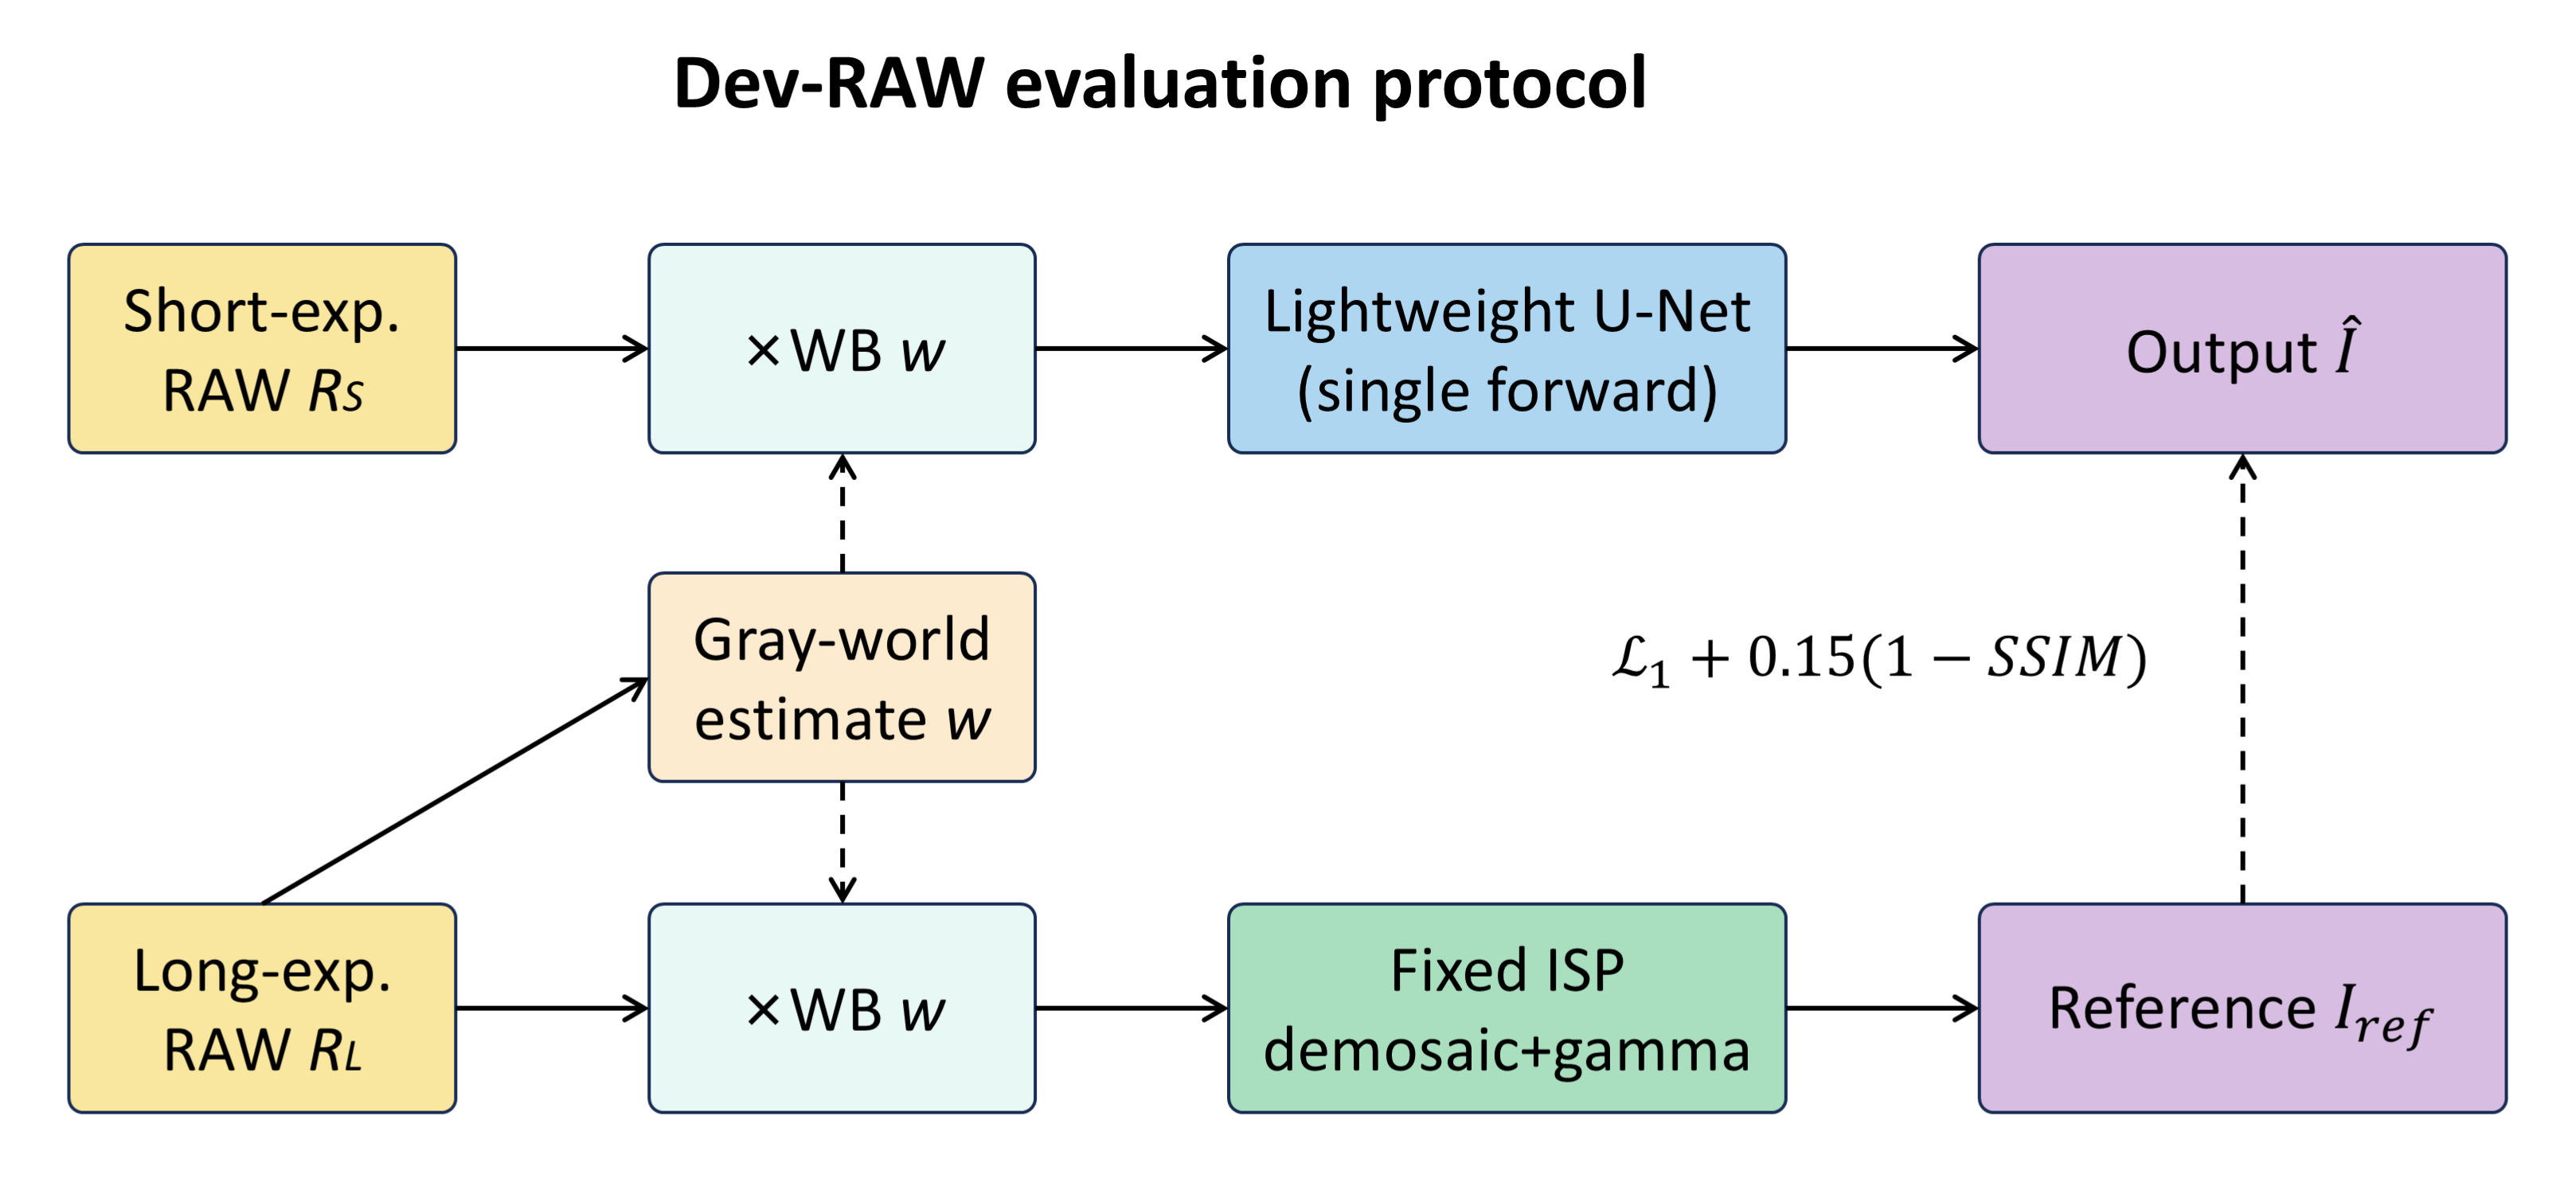 Dev-RAW evaluation protocol
Short-exp.
RAW RS
×WB w
Lightweight U-Net
(single forward)
Output Î
Gray-world
estimate w
ℒ₁ + 0.15(1 − SSIM)
Long-exp.
RAW RL
×WB w
Fixed ISP
demosaic+gamma
Reference I_ref